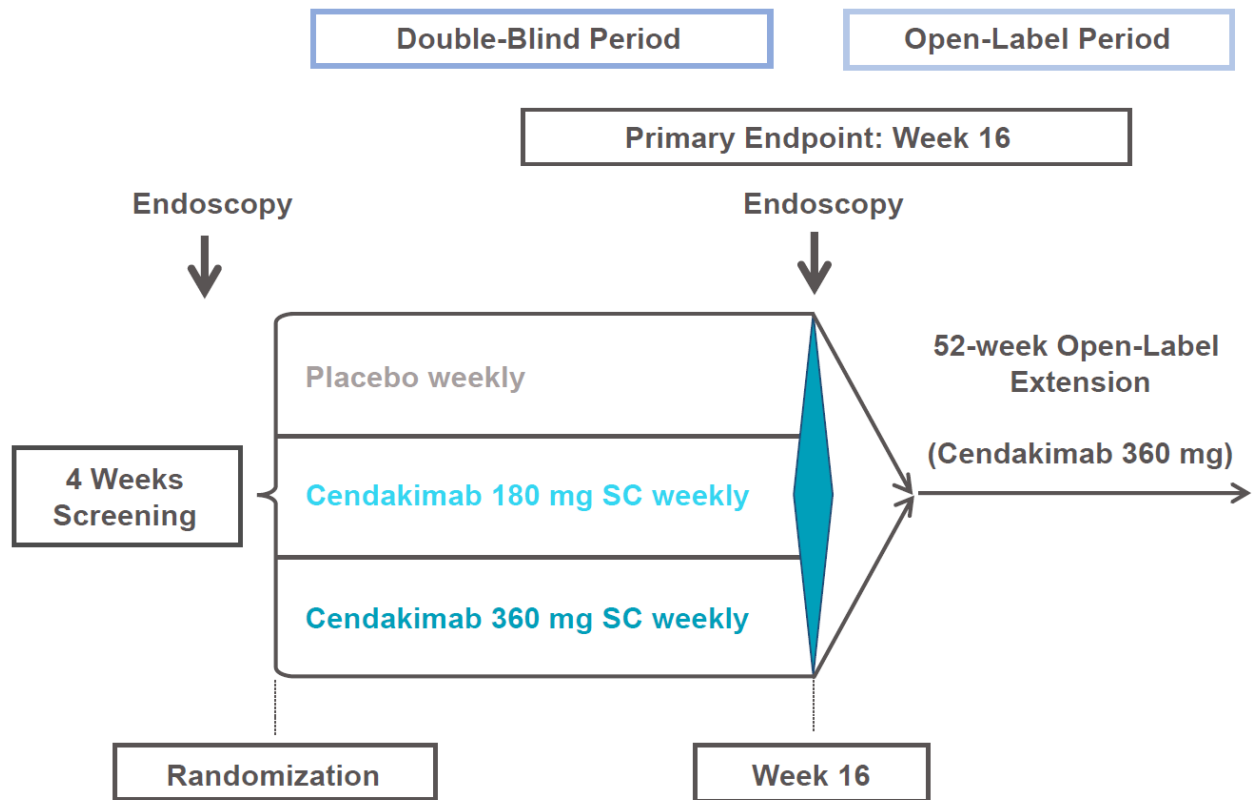 Double-Blind Period
Open-Label Period
Primary Endpoint: Week 16
Endoscopy
Endoscopy
Placebo weekly
52-week Open-Label
Extension
(Cendakimab 360 mg)
4 Weeks
Screening
Cendakimab 180 mg SC weekly
Cendakimab 360 mg SC weekly
Randomization
Week 16